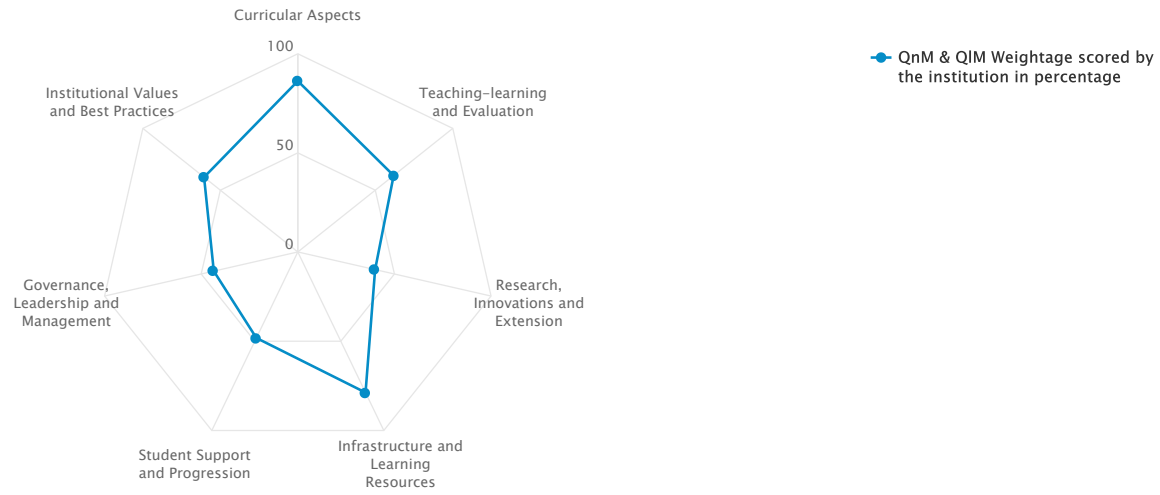 Curricular Aspects
100
50
0
Teaching-learning
and Evaluation
Research,
Innovations and
Extension
Infrastructure and
Learning
Resources
Student Support
and Progression
Governance,
Leadership and
Management
Institutional Values
and Best Practices
QnM & QlM Weightage scored by
the institution in percentage